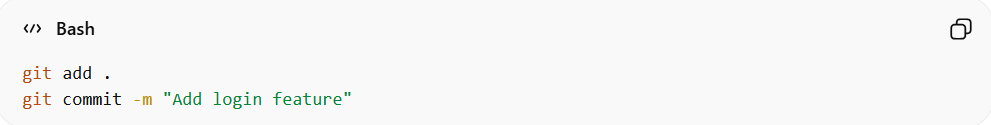 Bash
git add .
git commit -m "Add login feature"